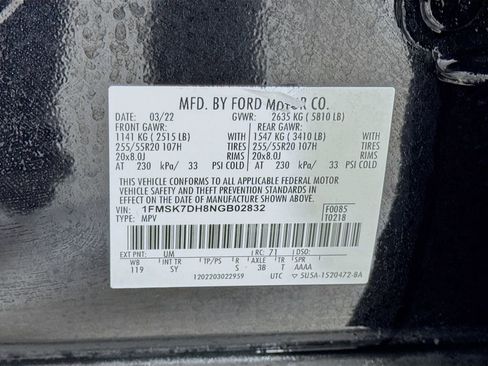 MFD. BY FORD MOTOR CO.
DATE: 03/22 GVWR: 2635 KG ( 5810 LB)
FRONT GAWR: REAR GAWR:
1141 KG ( 2515 LB) WITH 1547 KG ( 3410 LB) WITH
255/55R20 107H TIRES 255/55R20 107H TIRES
20x8.0J RIMS 20x8.0J RIMS
AT 230 kPa/ 33 PSI COLD AT 230 kPa/ 33 PSI COLD
THIS VEHICLE CONFORMS TO ALL APPLICABLE FEDERAL MOTOR
VEHICLE SAFETY AND BUMPER STANDARDS AND THEFT PREVENTION STANDARDS IN EFFECT
ON THE DATE OF MANUFACTURE SHOWN ABOVE.
VIN: 1FMSK7DH8NGB02832 F0085
TYPE: MPV T0218
EXT PNT: UM RC: 71 DSO:
WB INT TR TP/PS R AXLE TR SPR
119 SY S 3B T AAAA
1202203022959 UTC 5U5A-1520472-BA